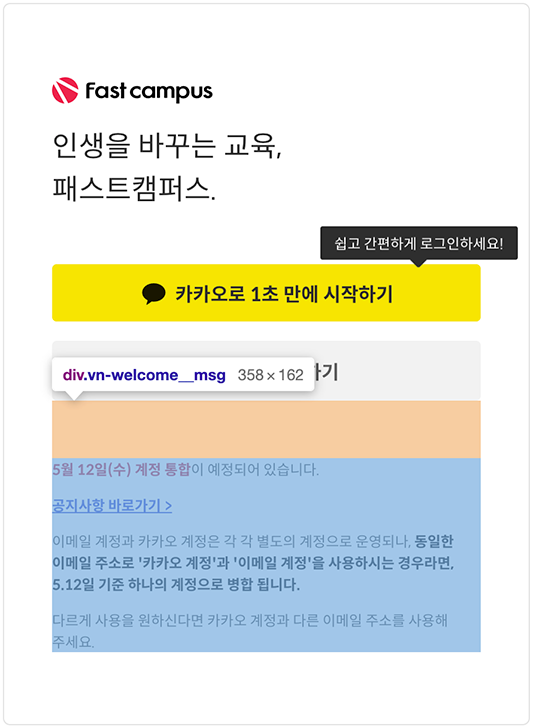 Fast campus
인생을 바꾸는 교육,
패스트캠퍼스.
쉽고 간편하게 로그인하세요!
카카오로 1초 만에 시작하기
하기
div.vn-welcome__msg 358 × 162
5월 12일(수) 계정 통합이 예정되어 있습니다.
공지사항 바로가기 >
이메일 계정과 카카오 계정은 각 각 별도의 계정으로 운영되나, 동일한
이메일 주소로 '카카오 계정'과 '이메일 계정'을 사용하시는 경우라면,
5.12일 기준 하나의 계정으로 병합 됩니다.
다르게 사용을 원하신다면 카카오 계정과 다른 이메일 주소를 사용해
주세요.